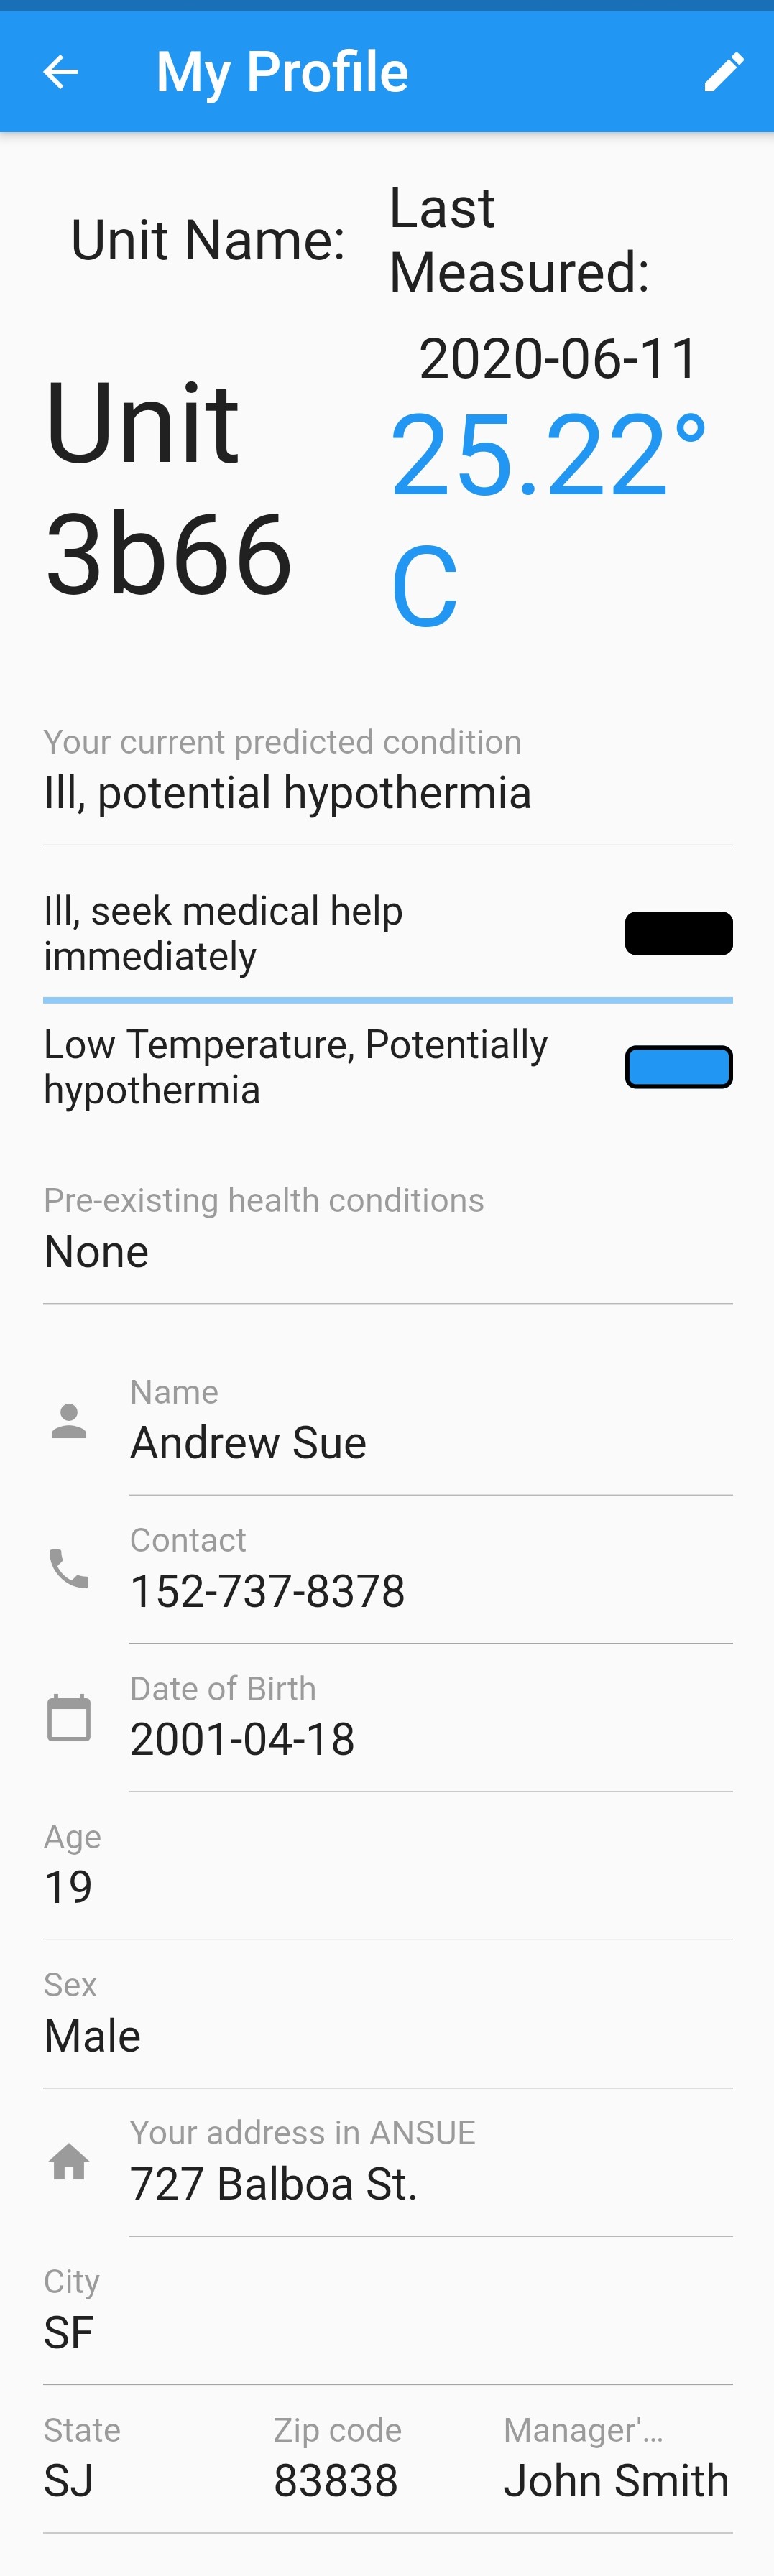 My Profile
Unit Name:
Last
Measured:
2020-06-11
Unit
3b66
25.22°
C
Your current predicted condition
Ill, potential hypothermia
Ill, seek medical help
immediately
Low Temperature, Potentially
hypothermia
Pre-existing health conditions
None
Name
Andrew Sue
Contact
152-737-8378
Date of Birth
2001-04-18
Age
19
Sex
Male
Your address in ANSUE
727 Balboa St.
City
SF
State Zip code Manager'...
SJ 83838 John Smith